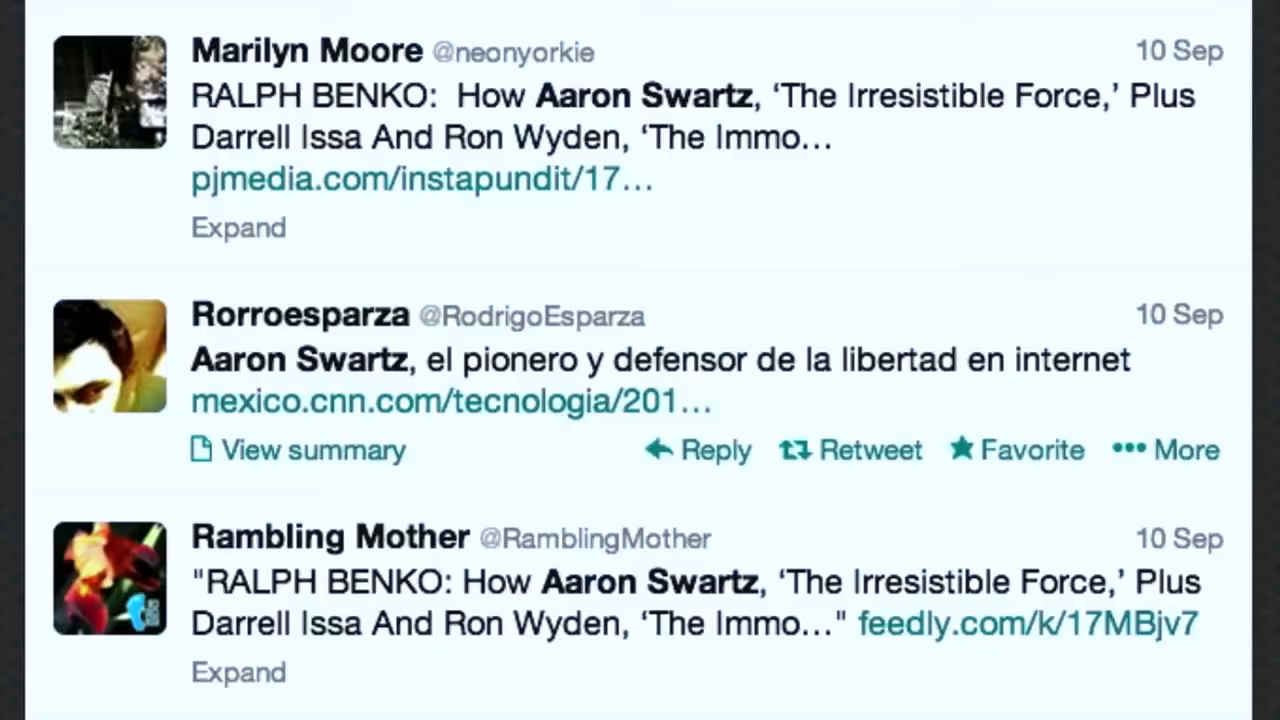 Marilyn Moore @neonyorkie 10 Sep
RALPH BENKO:  How Aaron Swartz, ‘The Irresistible Force,’ Plus
Darrell Issa And Ron Wyden, ‘The Immo...
pjmedia.com/instapundit/17...
Expand
Rorroesparza @RodrigoEsparza 10 Sep
Aaron Swartz, el pionero y defensor de la libertad en internet
mexico.cnn.com/tecnologia/201...
View summary Reply Retweet Favorite ••• More
Rambling Mother @RamblingMother 10 Sep
"RALPH BENKO: How Aaron Swartz, ‘The Irresistible Force,’ Plus
Darrell Issa And Ron Wyden, ‘The Immo..." feedly.com/k/17MBjv7
Expand